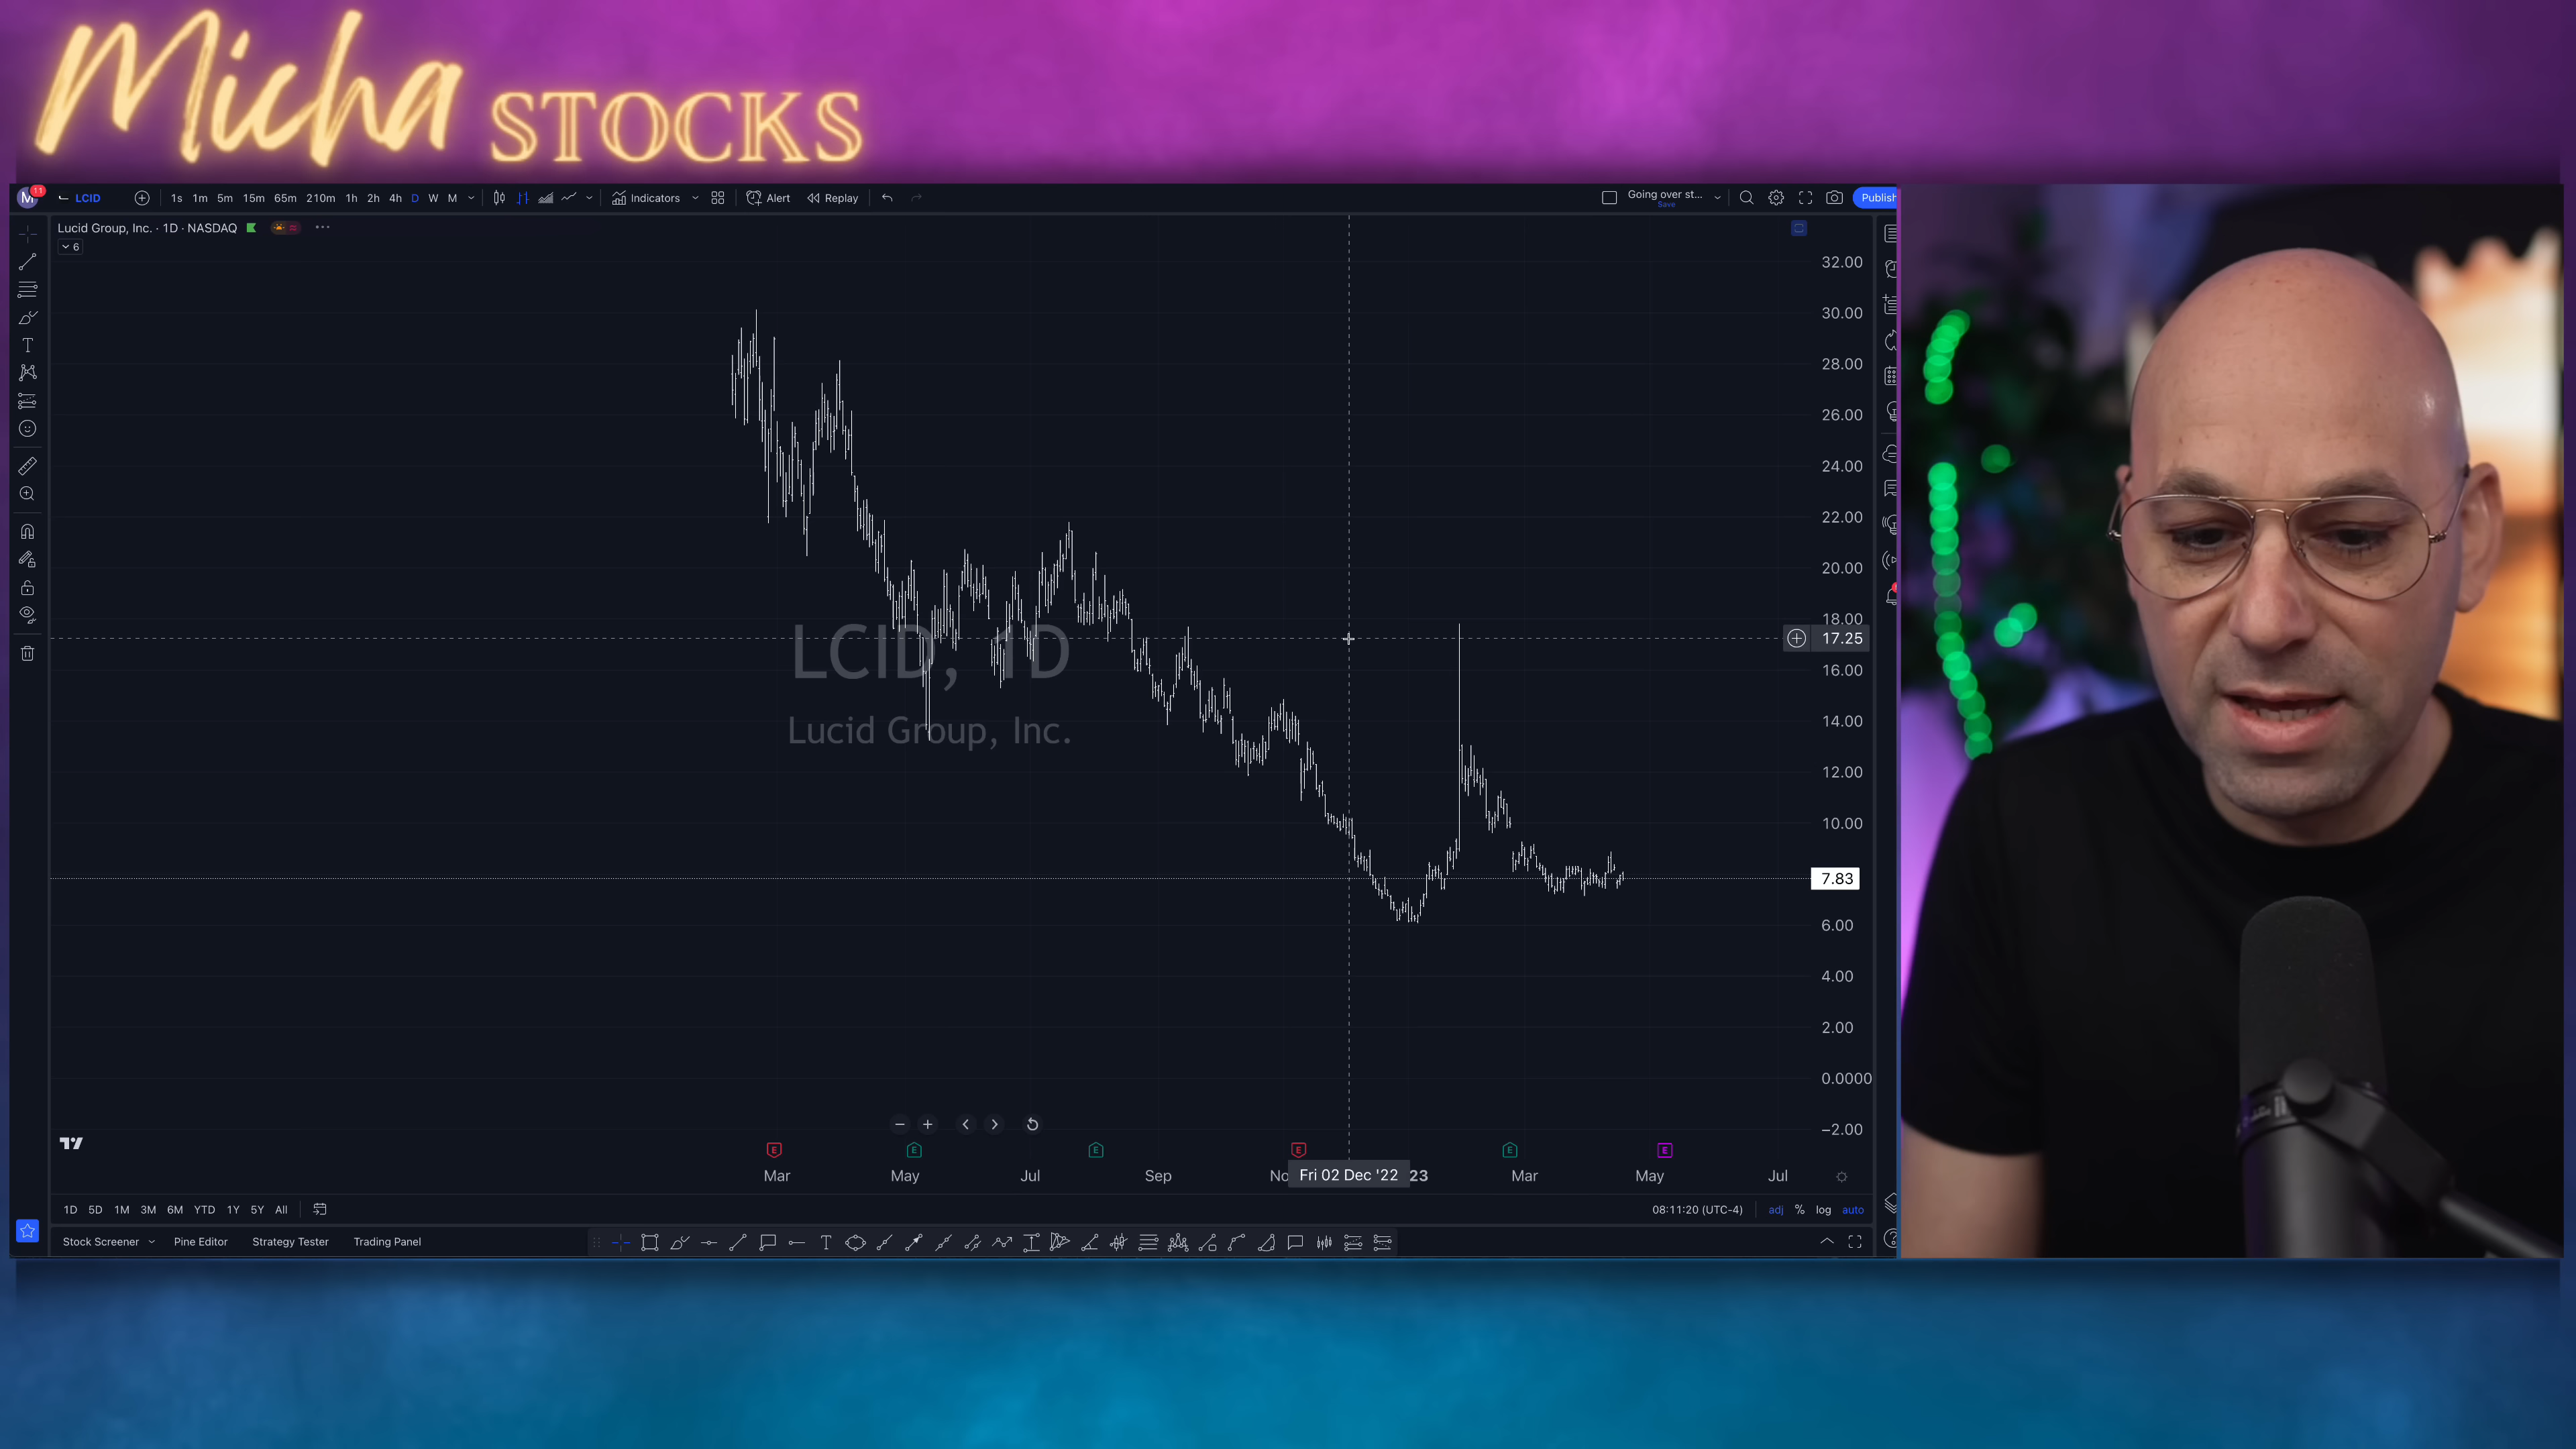 Micha STOCKS
M 11 LCID 1s 1m 5m 15m 65m 210m 1h 2h 4h D W M Indicators Alert Replay Going over st... Save Publish
Lucid Group, Inc. · 1D · NASDAQ
6
32.00
30.00
28.00
26.00
24.00
22.00
20.00
18.00
17.25
16.00
14.00
12.00
10.00
7.83
6.00
4.00
2.00
0.0000
−2.00
LCID, 1D
Lucid Group, Inc.
E E E E E E
Mar May Jul Sep No Fri 02 Dec '22 23 Mar May Jul
1D 5D 1M 3M 6M YTD 1Y 5Y All 08:11:20 (UTC-4) adj % log auto
Stock Screener Pine Editor Strategy Tester Trading Panel